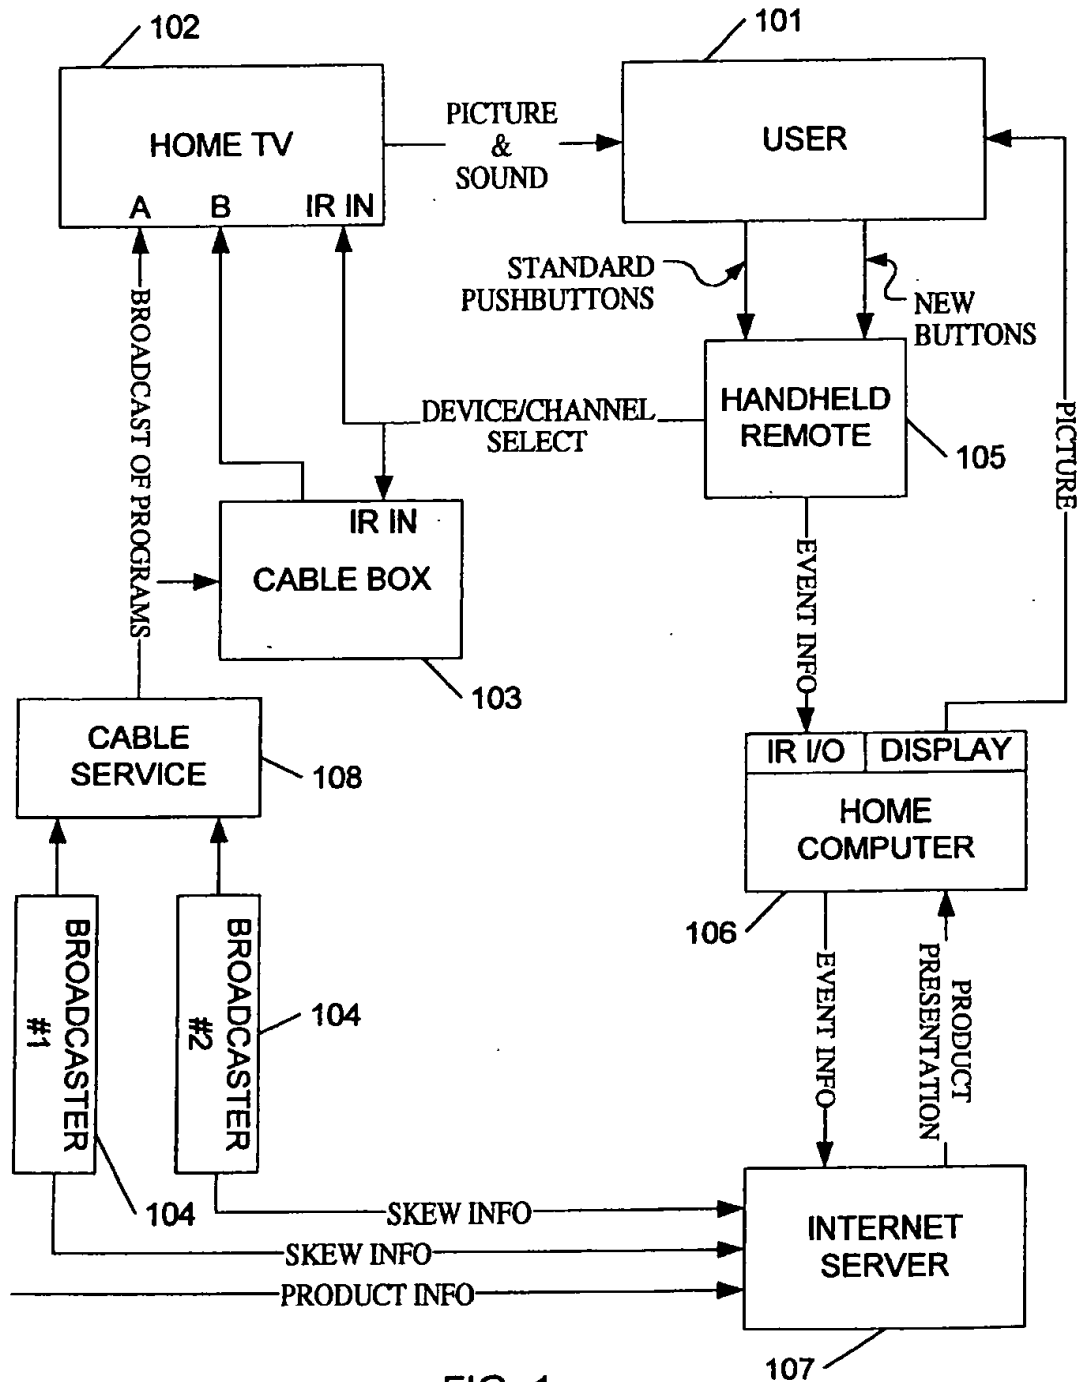 102
101
HOME TV
A
B
IR IN
PICTURE
&
SOUND
USER
STANDARD
PUSHBUTTONS
NEW
BUTTONS
BROADCAST OF PROGRAMS
DEVICE/CHANNEL
SELECT
HANDHELD
REMOTE
105
PICTURE
IR IN
CABLE BOX
103
EVENT INFO
CABLE
SERVICE
108
IR I/O
DISPLAY
HOME
COMPUTER
106
BROADCASTER
#1
104
BROADCASTER
#2
104
EVENT INFO
PRODUCT
PRESENTATION
SKEW INFO
SKEW INFO
PRODUCT INFO
INTERNET
SERVER
107
FIG. 1